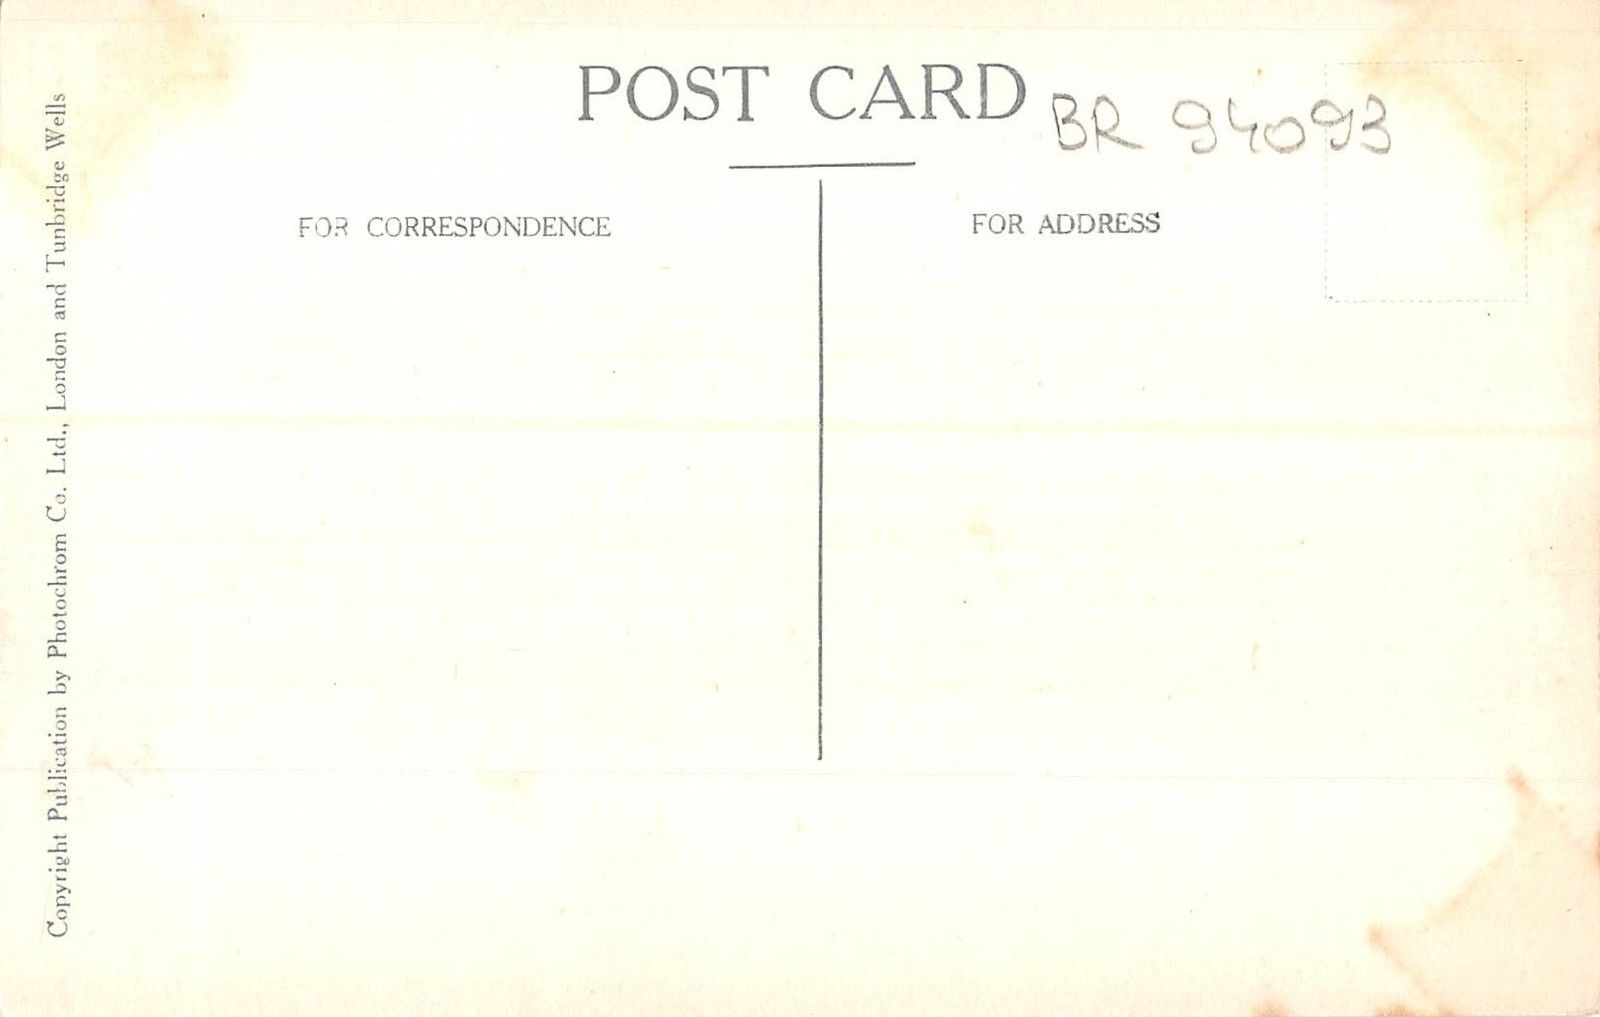 POST CARD
BR 94093
FOR CORRESPONDENCE
FOR ADDRESS
Copyright Publication by Photochrom Co. Ltd., London and Tunbridge Wells